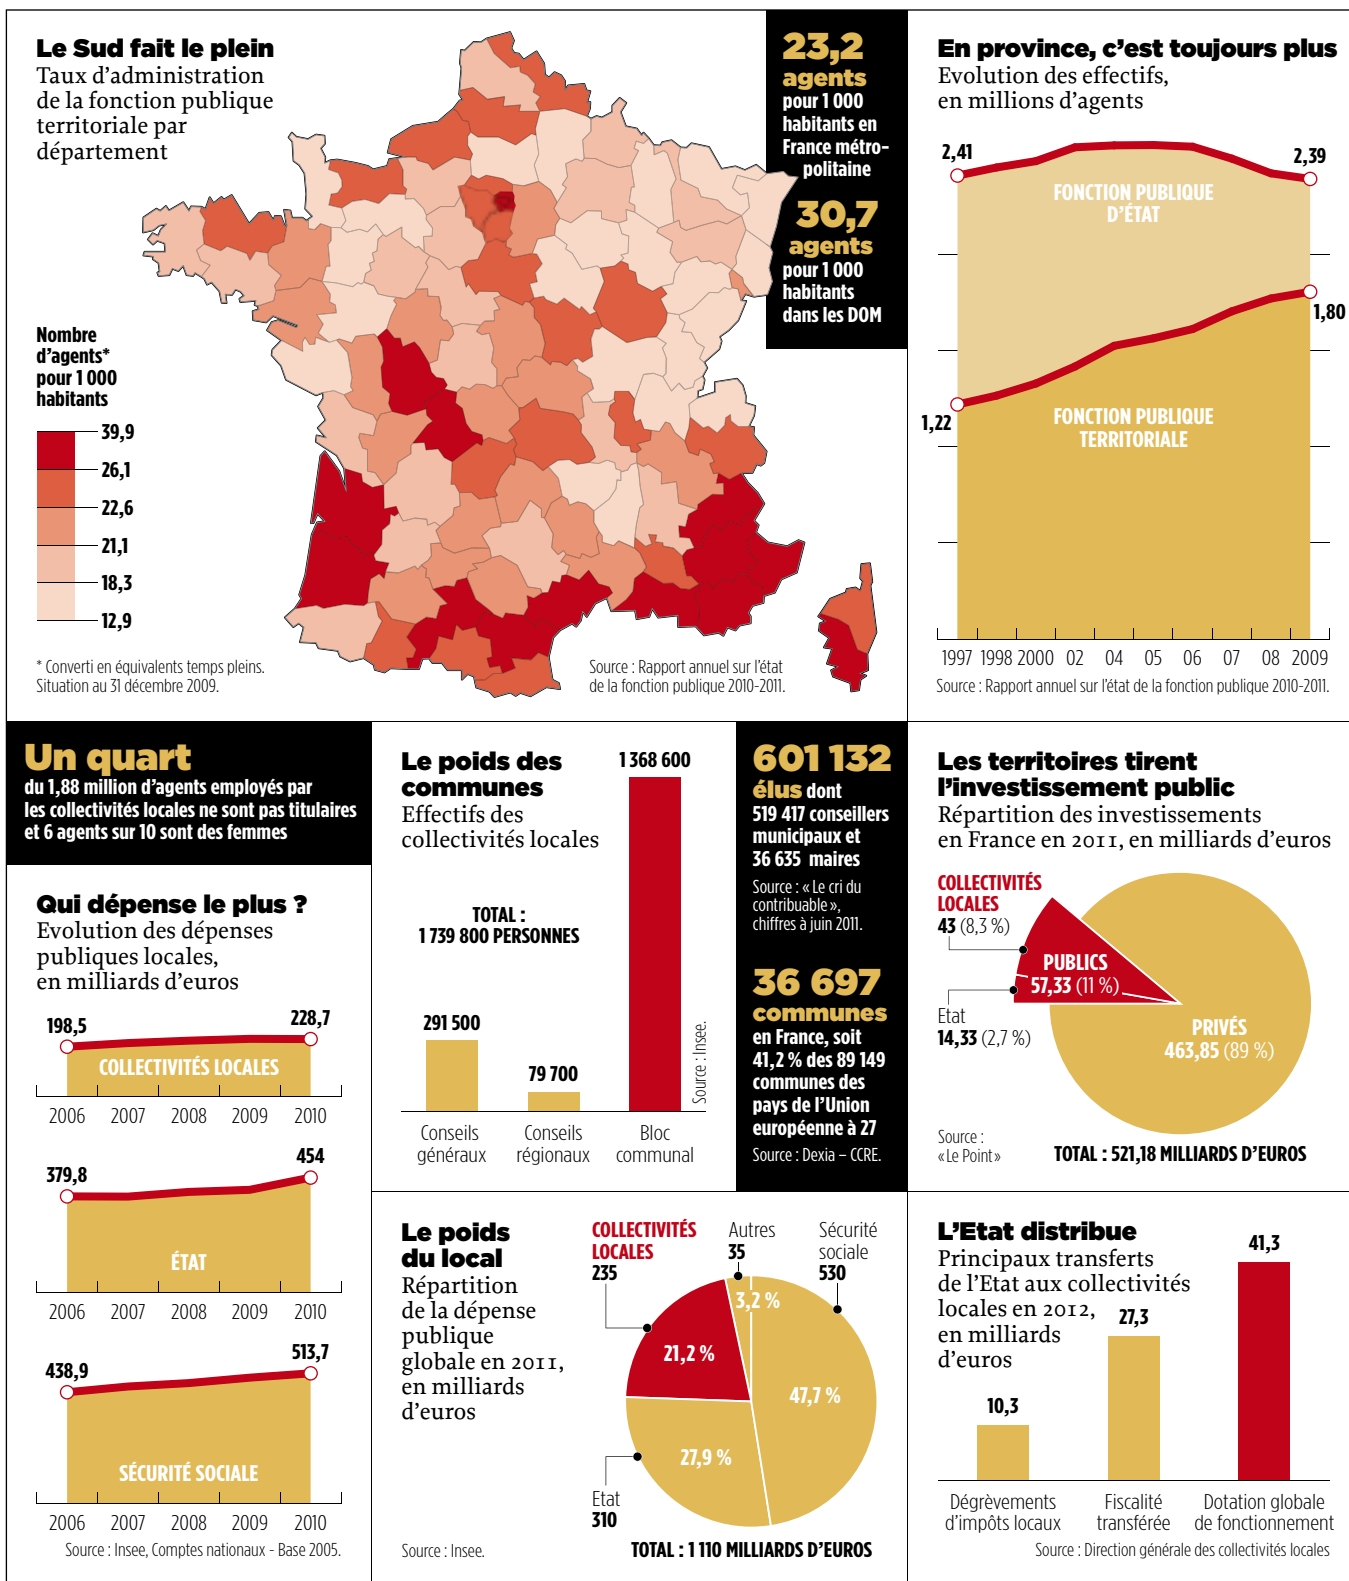 Le Sud fait le plein
Taux d'administration
de la fonction publique
territoriale par
département
Nombre
d'agents*
pour 1 000
habitants
39,9
26,1
22,6
21,1
18,3
12,9
* Converti en équivalents temps pleins.
Situation au 31 décembre 2009.
Source : Rapport annuel sur l'état
de la fonction publique 2010-2011.
23,2
agents
pour 1 000
habitants en
France métro-
politaine
30,7
agents
pour 1 000
habitants
dans les DOM
En province, c'est toujours plus
Evolution des effectifs,
en millions d'agents
2,41
2,39
FONCTION PUBLIQUE
D'ÉTAT
1,80
1,22
FONCTION PUBLIQUE
TERRITORIALE
1997 1998 2000 02 04 05 06 07 08 2009
Source : Rapport annuel sur l'état de la fonction publique 2010-2011.
Un quart
du 1,88 million d'agents employés par
les collectivités locales ne sont pas titulaires
et 6 agents sur 10 sont des femmes
Qui dépense le plus ?
Evolution des dépenses
publiques locales,
en milliards d'euros
198,5
228,7
COLLECTIVITÉS LOCALES
2006 2007 2008 2009 2010
379,8
454
ÉTAT
2006 2007 2008 2009 2010
438,9
513,7
SÉCURITÉ SOCIALE
2006 2007 2008 2009 2010
Source : Insee, Comptes nationaux - Base 2005.
Le poids des
communes
Effectifs des
collectivités locales
1 368 600
TOTAL :
1 739 800 PERSONNES
291 500
79 700
Source : Insee.
Conseils
généraux
Conseils
régionaux
Bloc
communal
601 132
élus dont
519 417 conseillers
municipaux et
36 635 maires
Source : « Le cri du
contribuable »,
chiffres à juin 2011.
36 697
communes
en France, soit
41,2 % des 89 149
communes des
pays de l'Union
européenne à 27
Source : Dexia – CCRE.
Les territoires tirent
l'investissement public
Répartition des investissements
en France en 2011, en milliards d'euros
COLLECTIVITÉS
LOCALES
43 (8,3 %)
PUBLICS
57,33 (11 %)
Etat
14,33 (2,7 %)
PRIVÉS
463,85 (89 %)
Source :
« Le Point »
TOTAL : 521,18 MILLIARDS D'EUROS
Le poids
du local
Répartition
de la dépense
publique
globale en 2011,
en milliards
d'euros
COLLECTIVITÉS
LOCALES
235
Autres
35
Sécurité
sociale
530
3,2 %
21,2 %
47,7 %
27,9 %
Etat
310
Source : Insee.
TOTAL : 1 110 MILLIARDS D'EUROS
L'Etat distribue
Principaux transferts
de l'Etat aux collectivités
locales en 2012,
en milliards
d'euros
10,3
27,3
41,3
Dégrèvements
d'impôts locaux
Fiscalité
transférée
Dotation globale
de fonctionnement
Source : Direction générale des collectivités locales